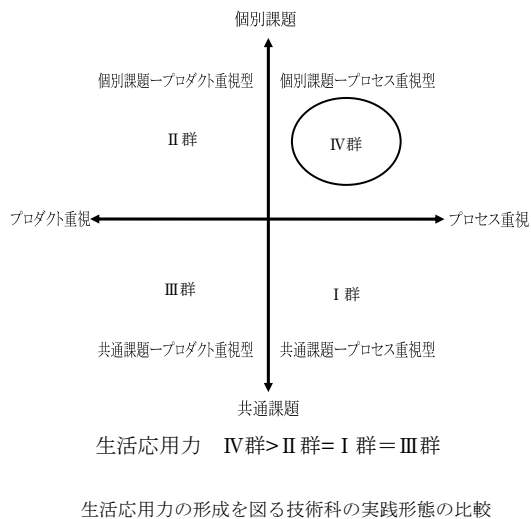 個別課題
個別課題ープロダクト重視型 個別課題ープロセス重視型
Ⅱ群 Ⅳ群
プロダクト重視 プロセス重視
Ⅲ群 Ⅰ群
共通課題ープロダクト重視型 共通課題ープロセス重視型
共通課題
生活応用力 Ⅳ群>Ⅱ群=Ⅰ群＝Ⅲ群
生活応用力の形成を図る技術科の実践形態の比較